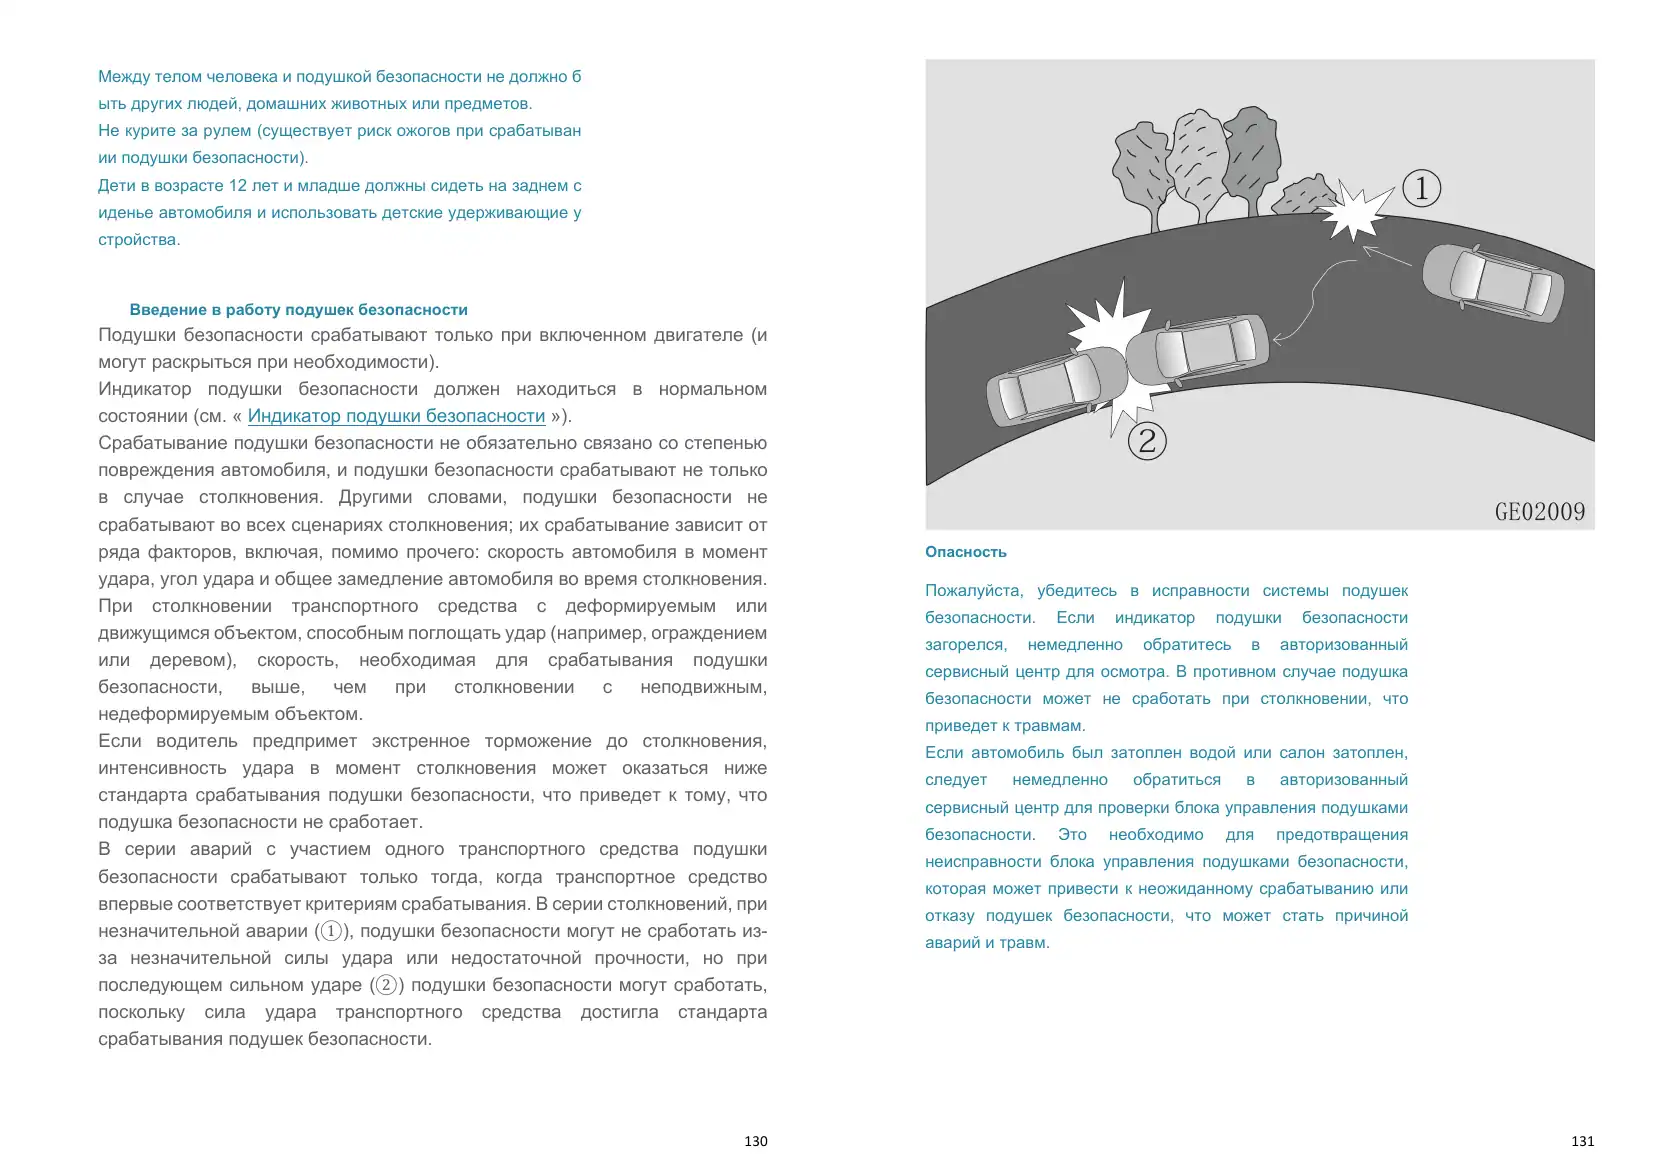 Между телом человека и подушкой безопасности не должно б
ыть других людей, домашних животных или предметов.
Не курите за рулем (существует риск ожогов при срабатыван
ии подушки безопасности).
Дети в возрасте 12 лет и младше должны сидеть на заднем с
иденье автомобиля и использовать детские удерживающие у
стройства.
Введение в работу подушек безопасности
Подушки безопасности срабатывают только при включенном двигателе (и
могут раскрыться при необходимости).
Индикатор подушки безопасности должен находиться в нормальном
состоянии (см. « Индикатор подушки безопасности »).
Срабатывание подушки безопасности не обязательно связано со степенью
повреждения автомобиля, и подушки безопасности срабатывают не только
в случае столкновения. Другими словами, подушки безопасности не
срабатывают во всех сценариях столкновения; их срабатывание зависит от
ряда факторов, включая, помимо прочего: скорость автомобиля в момент
удара, угол удара и общее замедление автомобиля во время столкновения.
При столкновении транспортного средства с деформируемым или
движущимся объектом, способным поглощать удар (например, ограждением
или деревом), скорость, необходимая для срабатывания подушки
безопасности, выше, чем при столкновении с неподвижным,
недеформируемым объектом.
Если водитель предпримет экстренное торможение до столкновения,
интенсивность удара в момент столкновения может оказаться ниже
стандарта срабатывания подушки безопасности, что приведет к тому, что
подушка безопасности не сработает.
В серии аварий с участием одного транспортного средства подушки
безопасности срабатывают только тогда, когда транспортное средство
впервые соответствует критериям срабатывания. В серии столкновений, при
незначительной аварии (①), подушки безопасности могут не сработать из-
за незначительной силы удара или недостаточной прочности, но при
последующем сильном ударе (②) подушки безопасности могут сработать,
поскольку сила удара транспортного средства достигла стандарта
срабатывания подушек безопасности.
130
①
②
GE02009
Опасность
Пожалуйста, убедитесь в исправности системы подушек
безопасности. Если индикатор подушки безопасности
загорелся, немедленно обратитесь в авторизованный
сервисный центр для осмотра. В противном случае подушка
безопасности может не сработать при столкновении, что
приведет к травмам.
Если автомобиль был затоплен водой или салон затоплен,
следует немедленно обратиться в авторизованный
сервисный центр для проверки блока управления подушками
безопасности. Это необходимо для предотвращения
неисправности блока управления подушками безопасности,
которая может привести к неожиданному срабатыванию или
отказу подушек безопасности, что может стать причиной
аварий и травм.
131